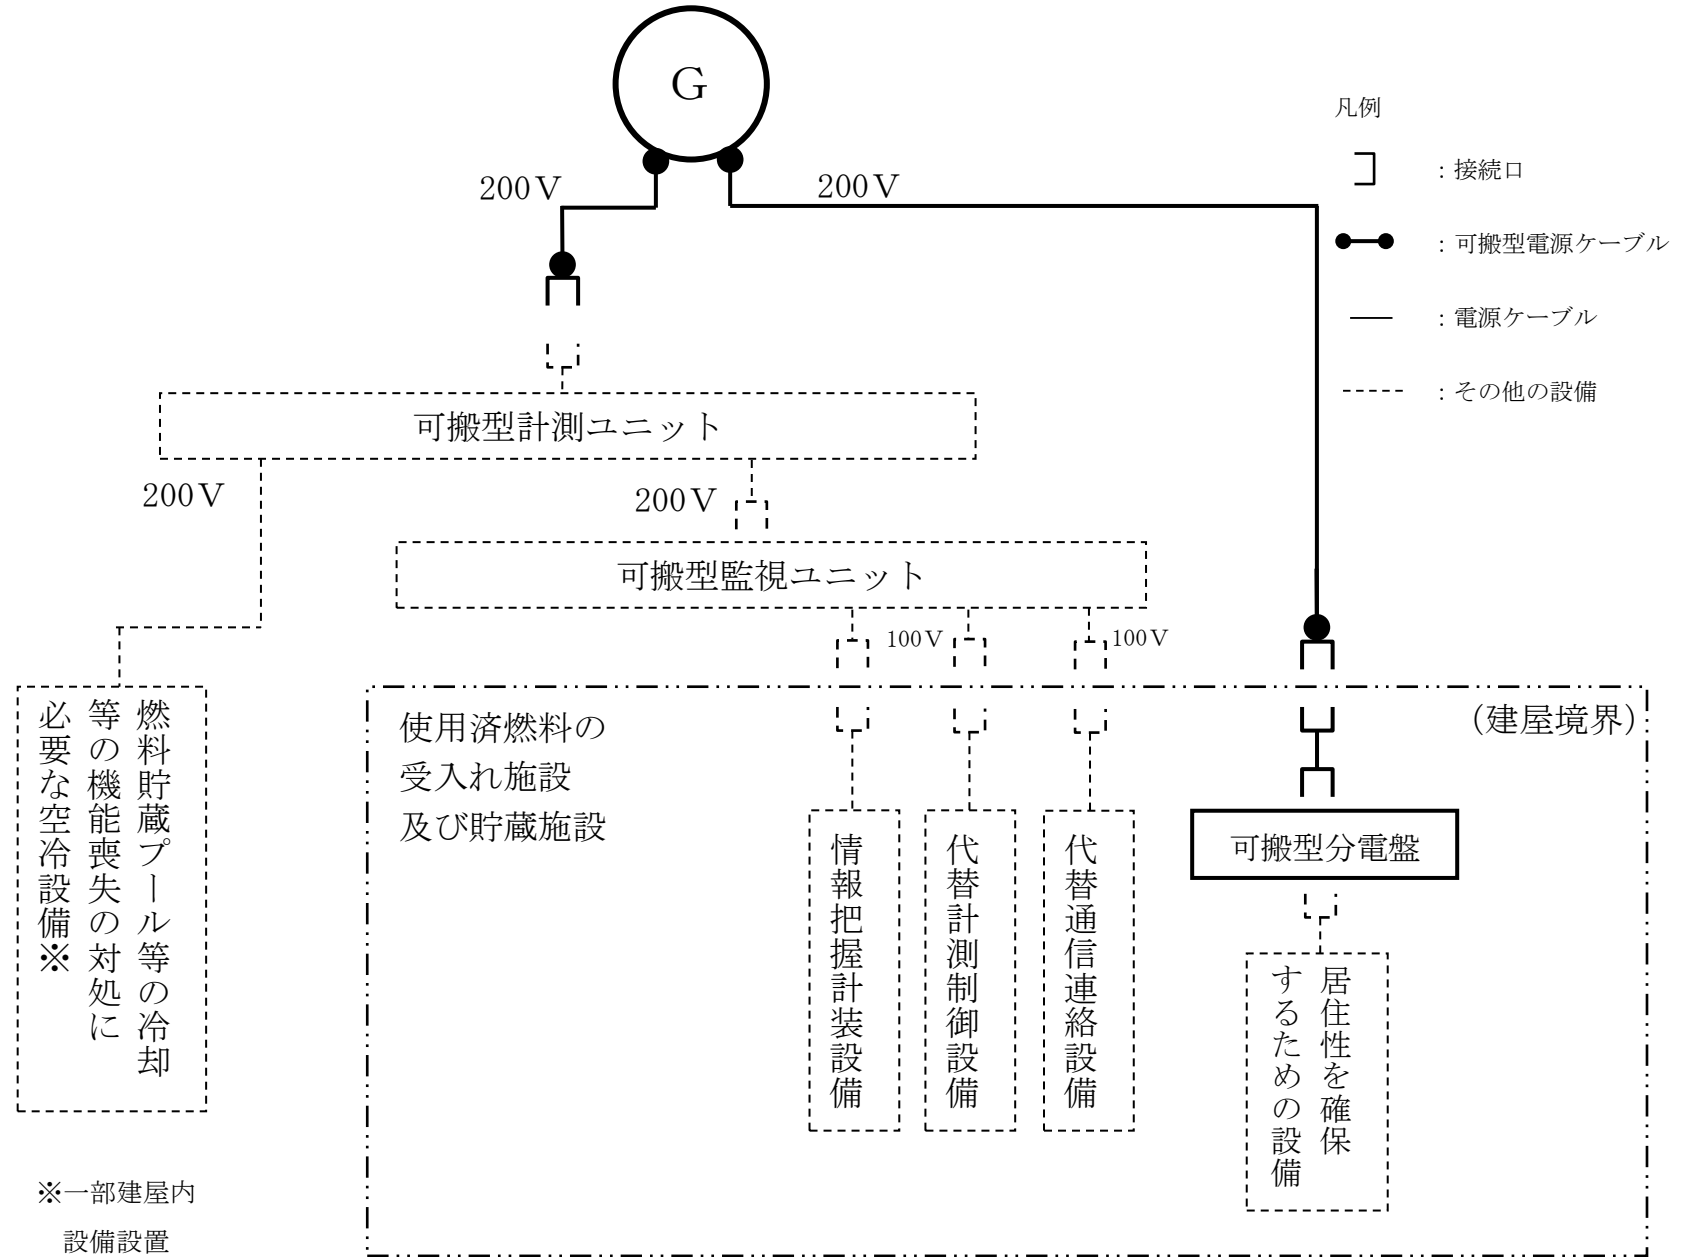 G
200V
200V
凡例
：接続口
：可搬型電源ケーブル
：電源ケーブル
：その他の設備
可搬型計測ユニット
200V
200V
可搬型監視ユニット
100V
100V
燃料貯蔵プール等の冷却
等の機能喪失の対処に
必要な空冷設備※
使用済燃料の
受入れ施設
及び貯蔵施設
(建屋境界)
情報把握計装設備
代替計測制御設備
代替通信連絡設備
可搬型分電盤
居住性を確保
するための設備
※一部建屋内
設備設置